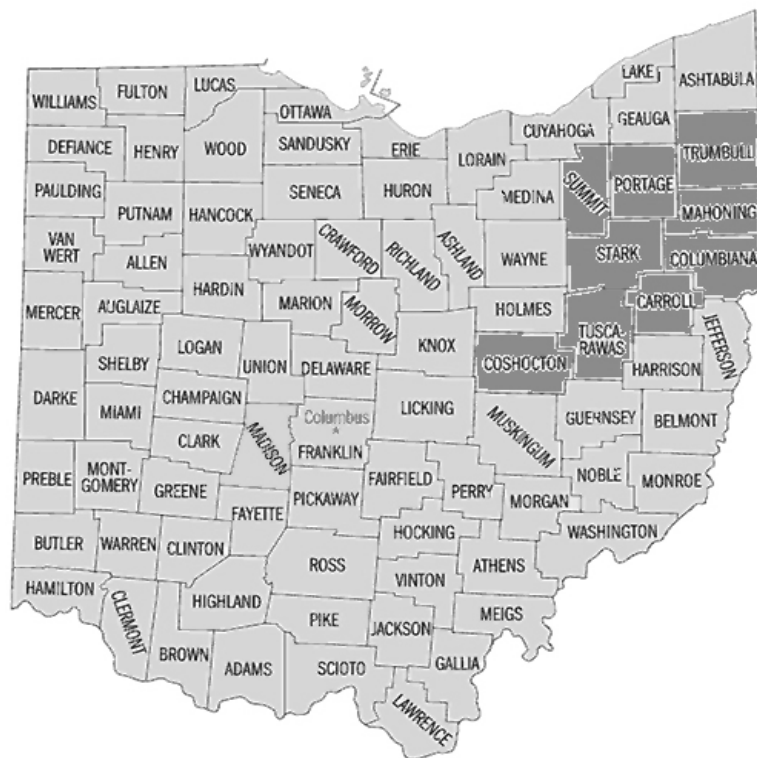 LAKE
ASHTABULA
LUCAS
FULTON
WILLIAMS
OTTAWA
GEAUGA
CUYAHOGA
SANDUSKY
ERIE
WOOD
DEFIANCE
HENRY
LORAIN
TRUMBULL
SUMMIT
PORTAGE
PAULDING
SENECA
HURON
MEDINA
PUTNAM
HANCOCK
MAHONING
VAN
WERT
WYANDOT
CRAWFORD
RICHLAND
ASHLAND
WAYNE
STARK
COLUMBIANA
ALLEN
HARDIN
MERCER
AUGLAIZE
MARION
MORROW
HOLMES
CARROLL
JEFFERSON
TUSCA-
RAWAS
LOGAN
KNOX
SHELBY
UNION
DELAWARE
COSHOCTON
HARRISON
DARKE
CHAMPAIGN
MIAMI
LICKING
Columbus
MUSKINGUM
GUERNSEY
BELMONT
CLARK
MADISON
FRANKLIN
PREBLE
MONT-
GOMERY
GREENE
FAIRFIELD
PERRY
NOBLE
MONROE
PICKAWAY
MORGAN
FAYETTE
HOCKING
WASHINGTON
BUTLER
WARREN
CLINTON
ROSS
ATHENS
VINTON
HAMILTON
CLERMONT
HIGHLAND
PIKE
JACKSON
MEIGS
BROWN
ADAMS
SCIOTO
GALLIA
LAWRENCE